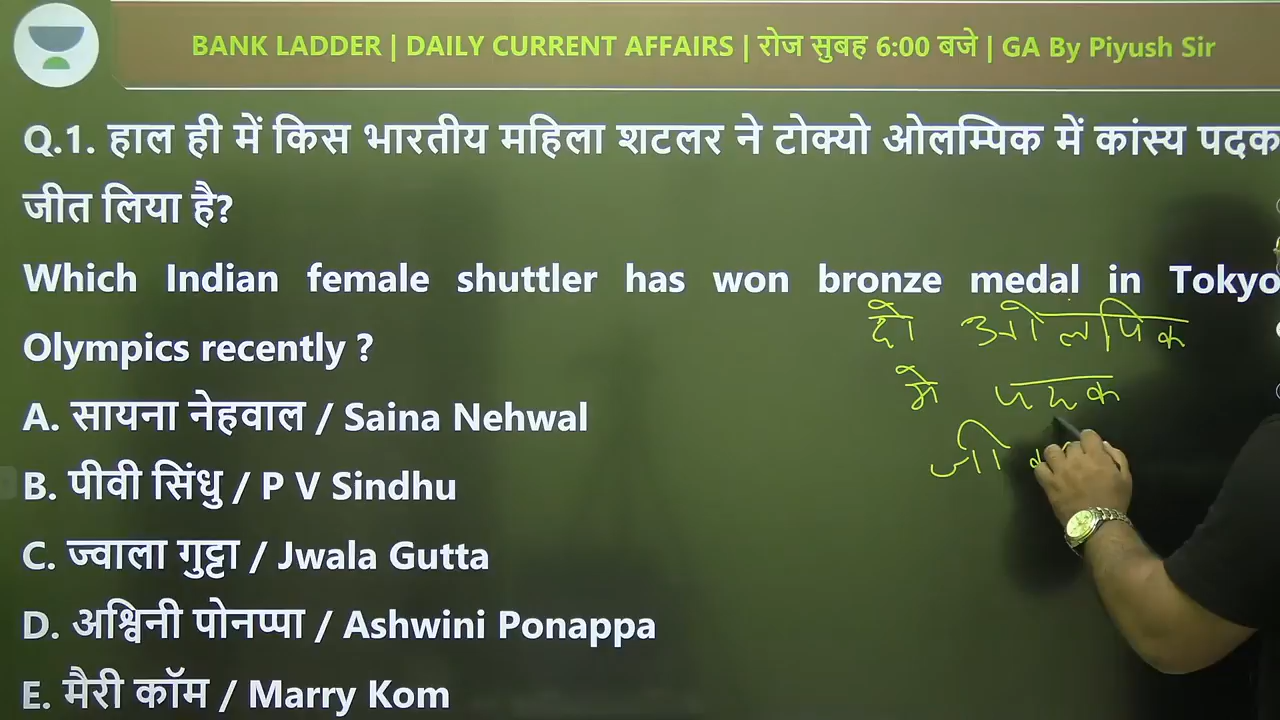 BANK LADDER | DAILY CURRENT AFFAIRS | रोज सुबह 6:00 बजे | GA By Piyush Sir
Q.1. हाल ही में किस भारतीय महिला शटलर ने टोक्यो ओलम्पिक में कांस्य पदक
जीत लिया है?
Which Indian female shuttler has won bronze medal in Tokyo
Olympics recently ?
दो ओलंपिक
में पदक
A. सायना नेहवाल / Saina Nehwal
B. पीवी सिंधु / P V Sindhu
C. ज्वाला गुट्टा / Jwala Gutta
D. अश्विनी पोनप्पा / Ashwini Ponappa
E. मैरी कॉम / Marry Kom